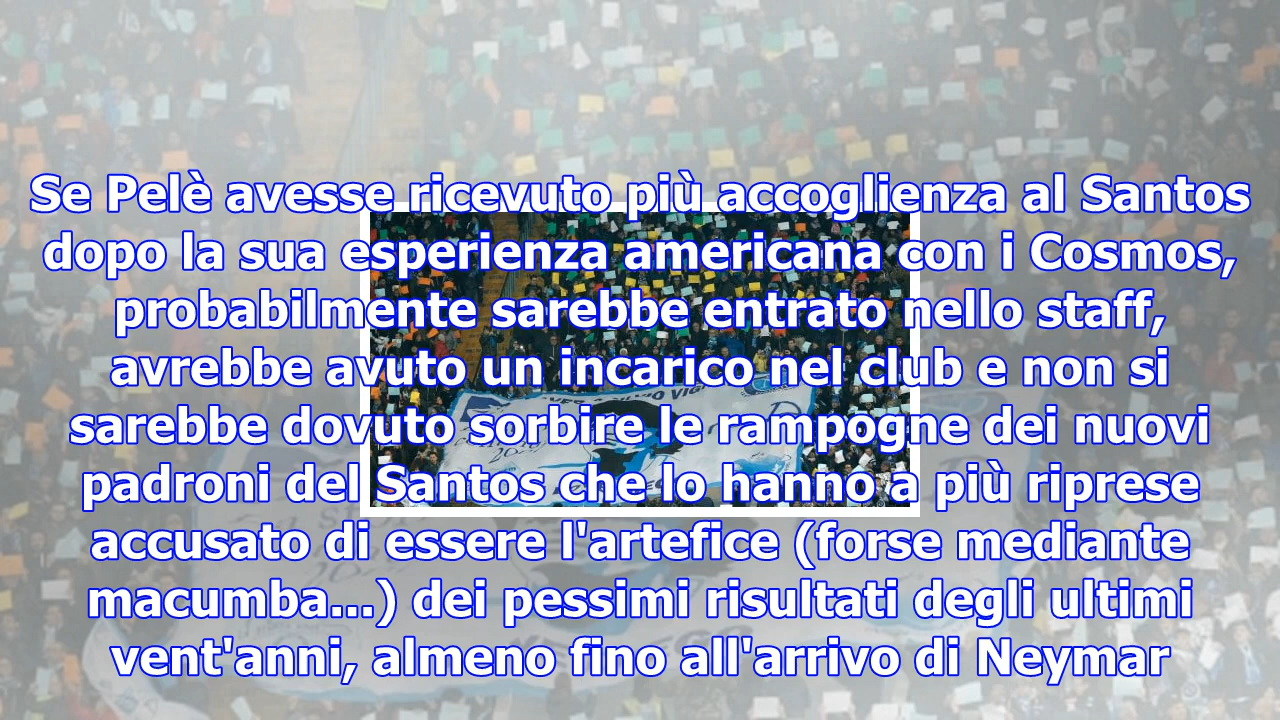 Se Pelè avesse ricevuto più accoglienza al Santos
dopo la sua esperienza americana con i Cosmos,
probabilmente sarebbe entrato nello staff,
avrebbe avuto un incarico nel club e non si
sarebbe dovuto sorbire le rampogne dei nuovi
padroni del Santos che lo hanno a più riprese
accusato di essere l'artefice (forse mediante
macumba...) dei pessimi risultati degli ultimi
vent'anni, almeno fino all'arrivo di Neymar